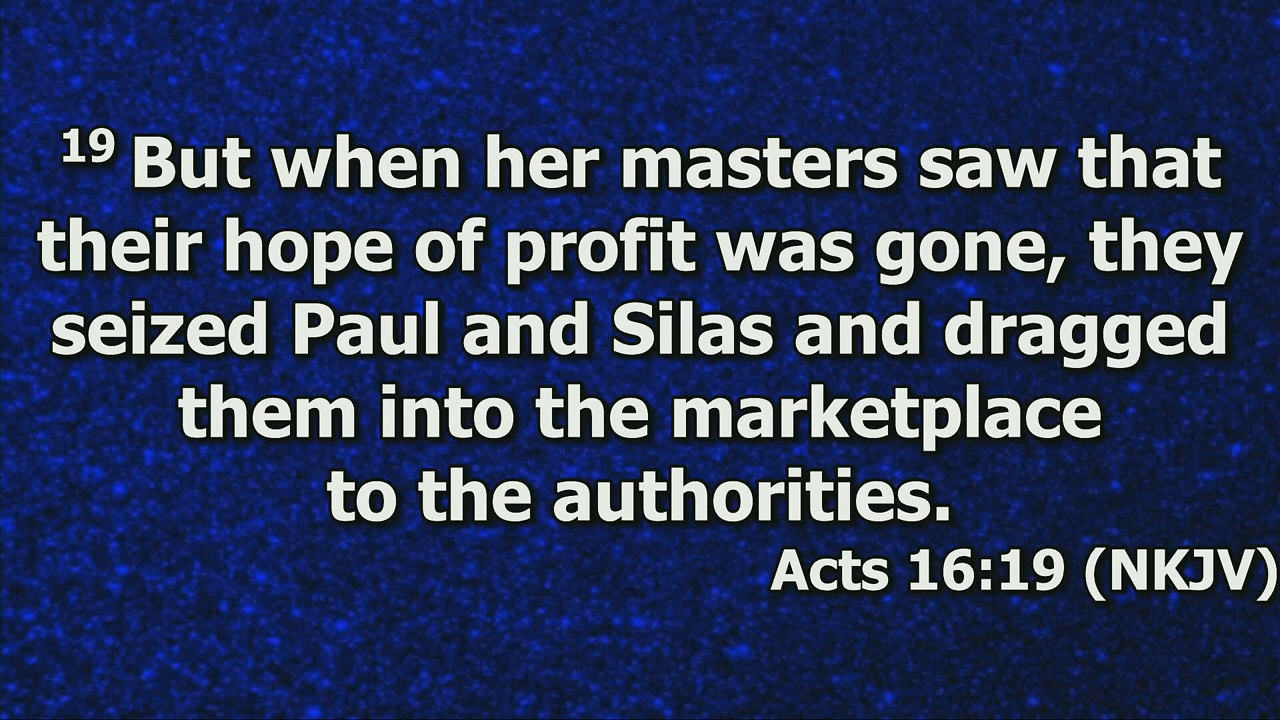 19 But when her masters saw that
their hope of profit was gone, they
seized Paul and Silas and dragged
them into the marketplace
to the authorities.
Acts 16:19 (NKJV)